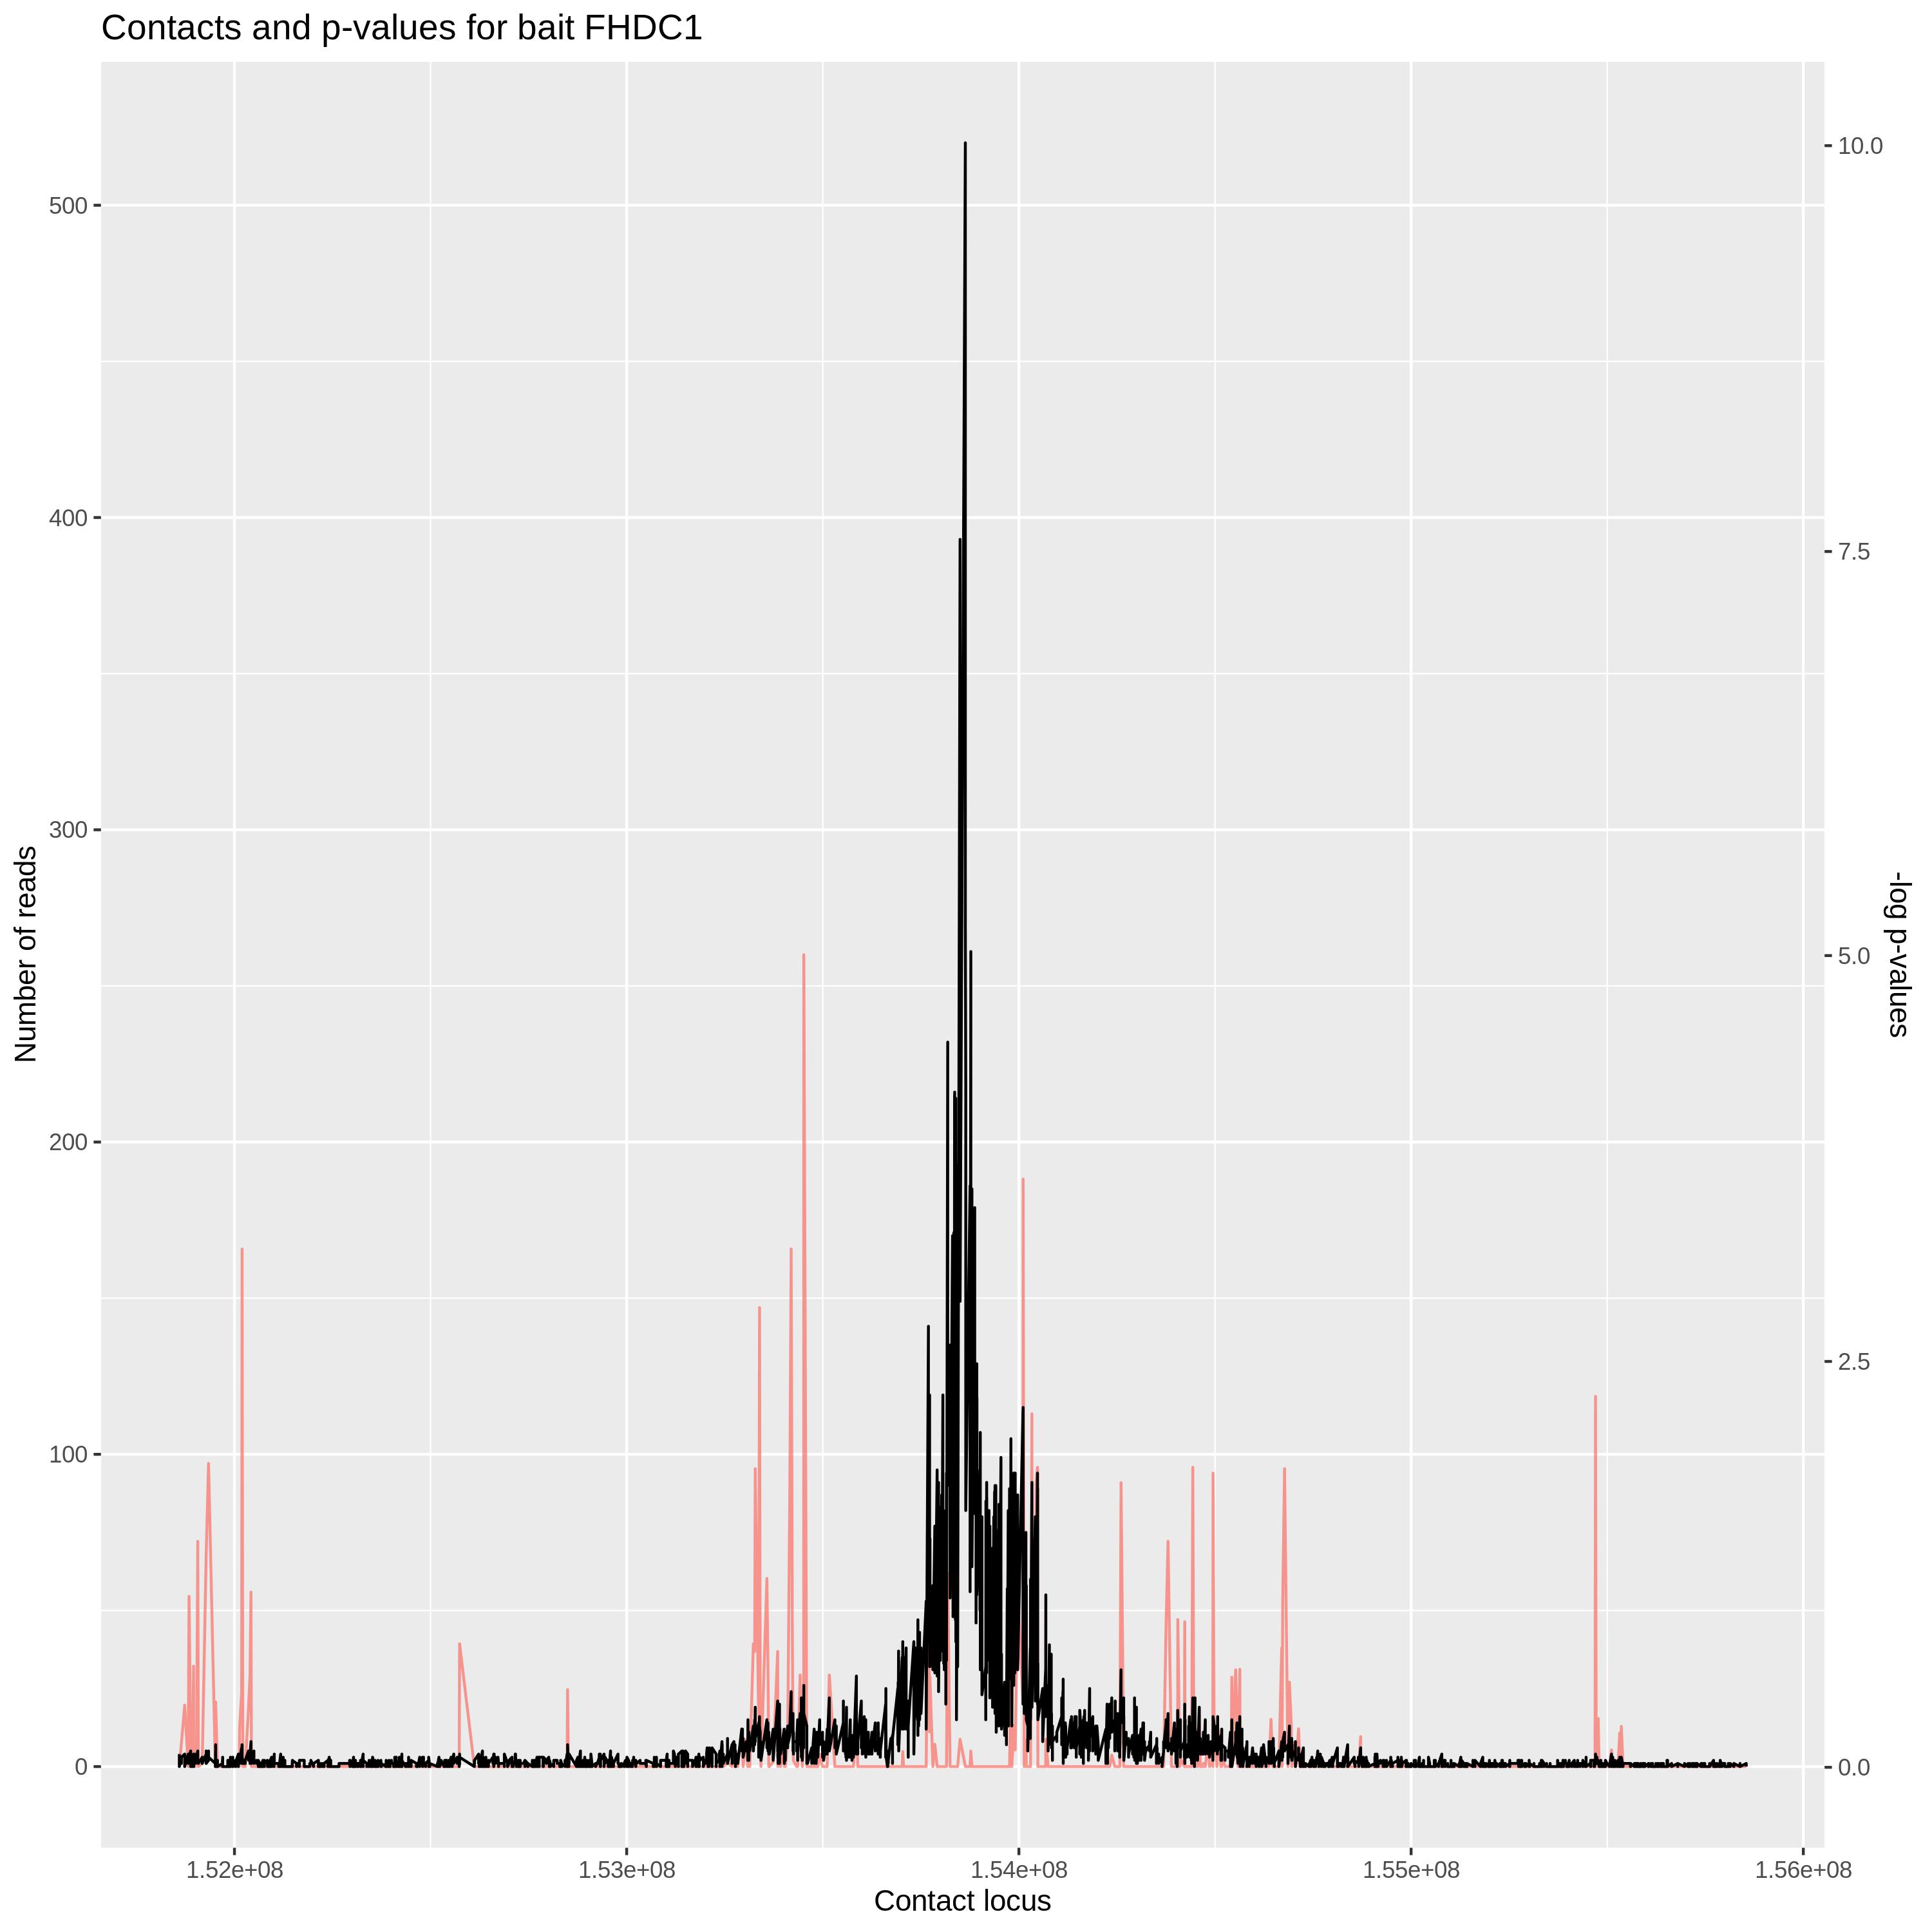 Contacts and p-values for bait FHDC1
Number of reads
500
400
300
200
100
0
10.0
7.5
5.0
2.5
0.0
-log p-values
1.52e+08
1.53e+08
1.54e+08
1.55e+08
1.56e+08
Contact locus